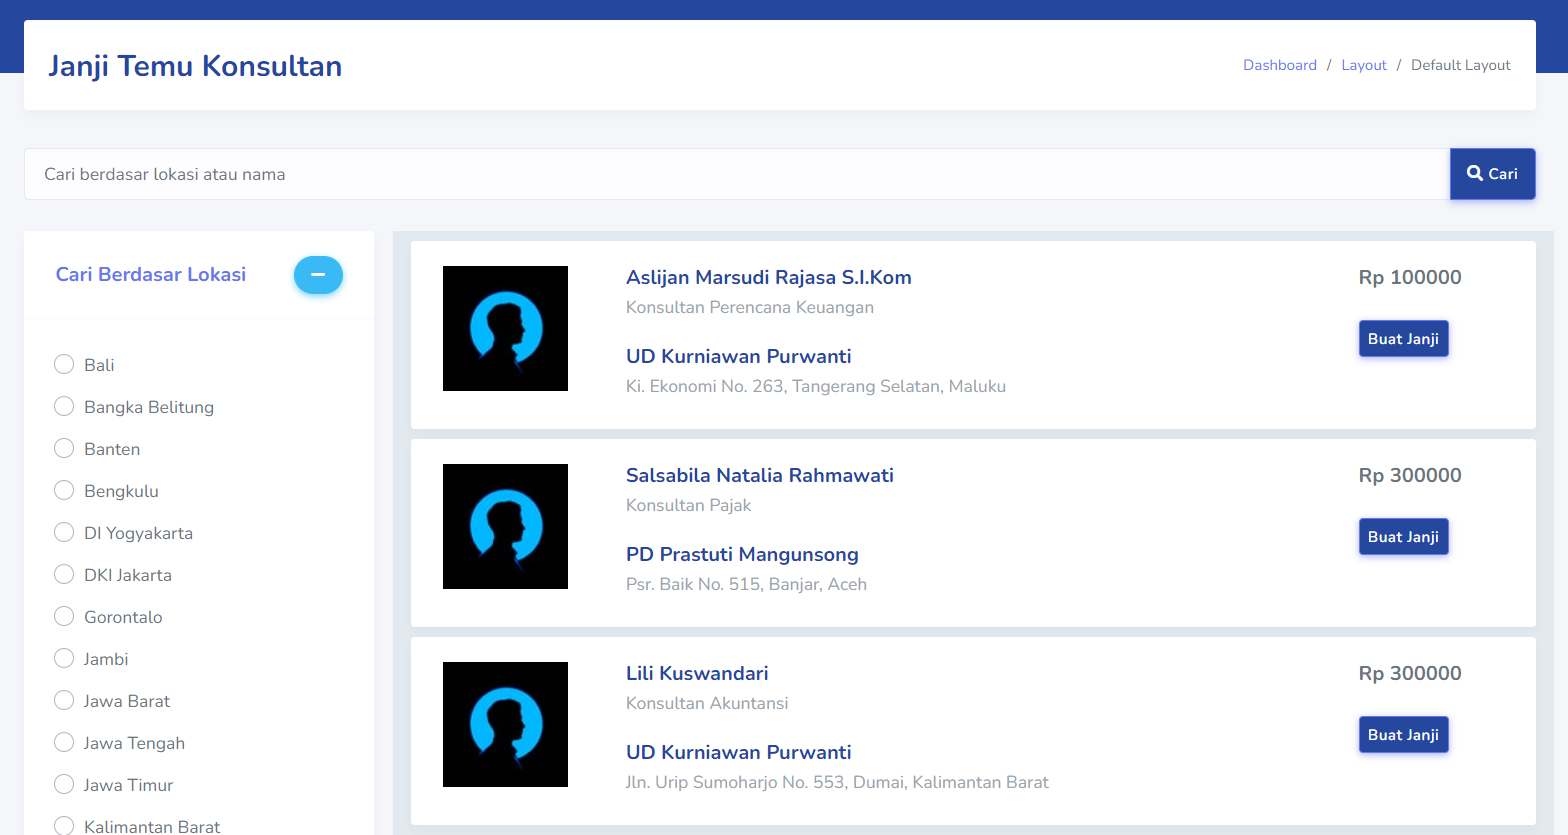 Janji Temu Konsultan
Dashboard / Layout / Default Layout
Cari berdasar lokasi atau nama
Cari
Cari Berdasar Lokasi
Bali
Bangka Belitung
Banten
Bengkulu
DI Yogyakarta
DKI Jakarta
Gorontalo
Jambi
Jawa Barat
Jawa Tengah
Jawa Timur
Kalimantan Barat
Aslijan Marsudi Rajasa S.I.Kom
Konsultan Perencana Keuangan
UD Kurniawan Purwanti
Ki. Ekonomi No. 263, Tangerang Selatan, Maluku
Rp 100000
Buat Janji
Salsabila Natalia Rahmawati
Konsultan Pajak
PD Prastuti Mangunsong
Psr. Baik No. 515, Banjar, Aceh
Rp 300000
Buat Janji
Lili Kuswandari
Konsultan Akuntansi
UD Kurniawan Purwanti
Jln. Urip Sumoharjo No. 553, Dumai, Kalimantan Barat
Rp 300000
Buat Janji